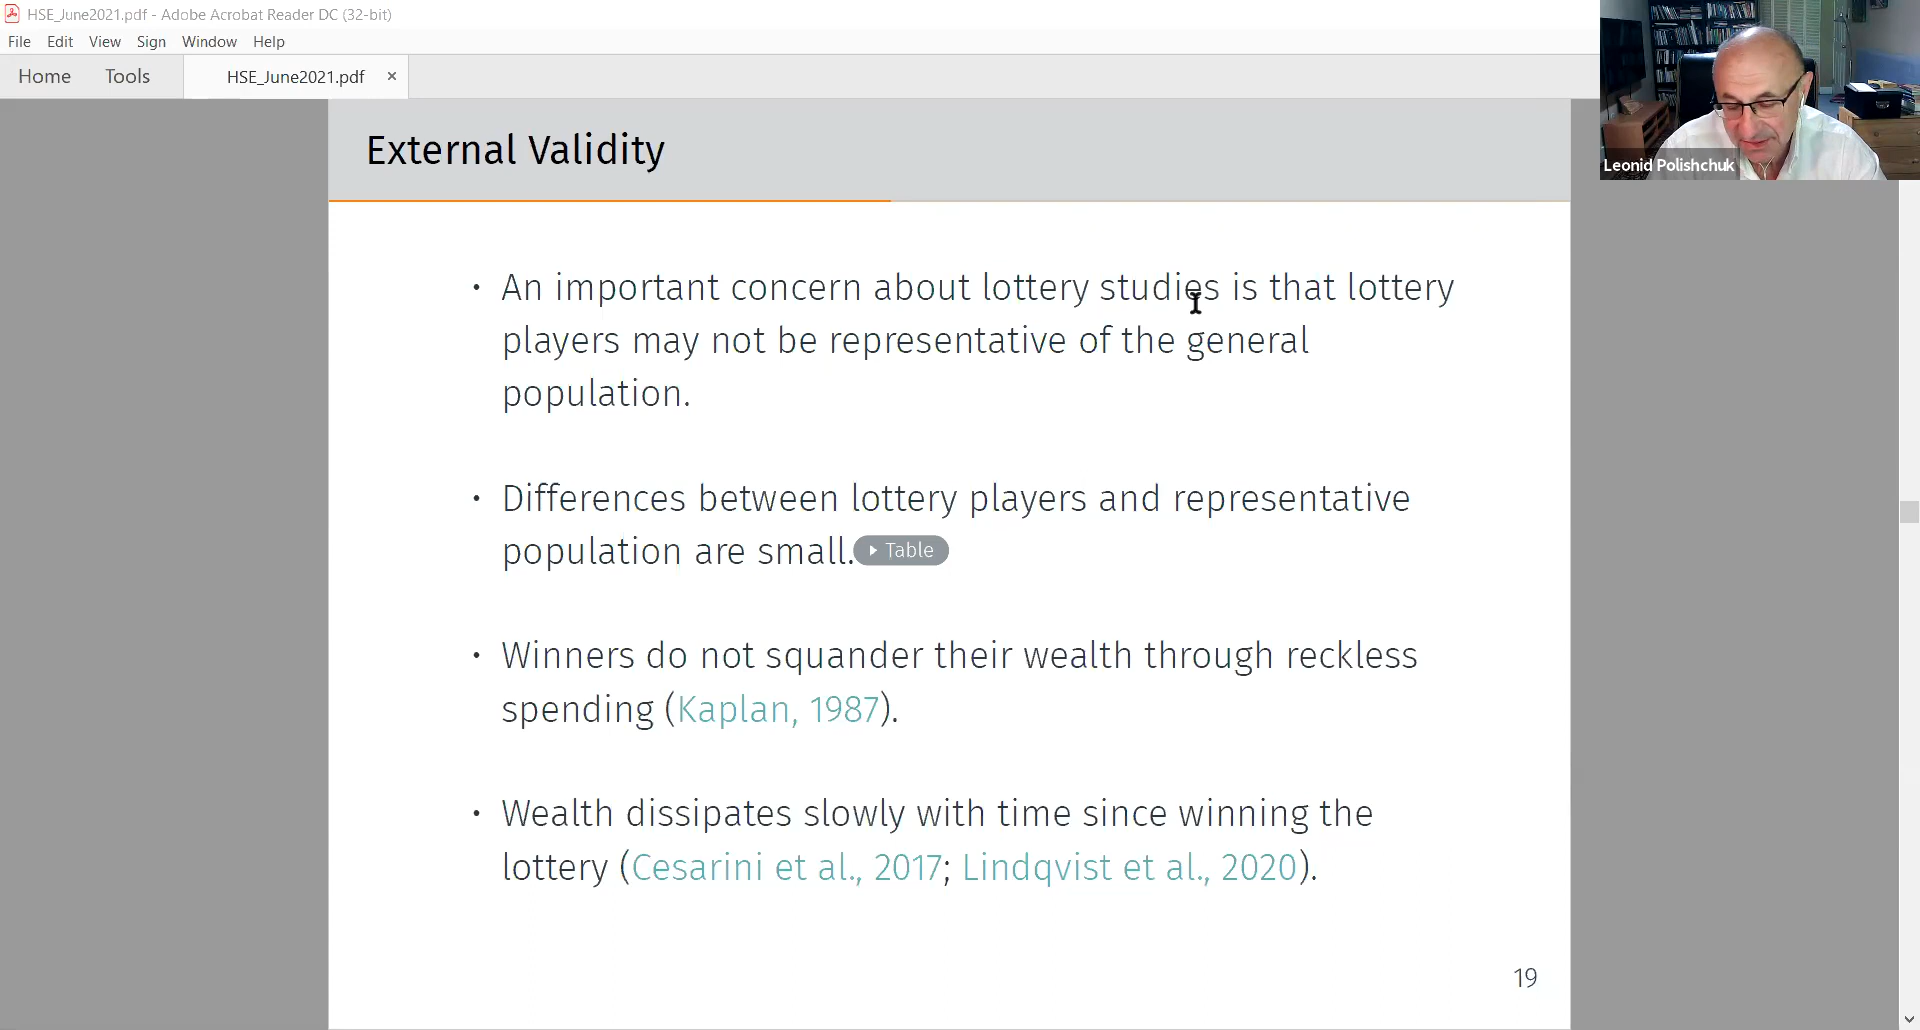 HSE_June2021.pdf - Adobe Acrobat Reader DC (32-bit)
File Edit View Sign Window Help
Home Tools HSE_June2021.pdf ×
Leonid Polishchuk
External Validity
• An important concern about lottery studies is that lottery
players may not be representative of the general
population.
• Differences between lottery players and representative
population are small. Table
• Winners do not squander their wealth through reckless
spending (Kaplan, 1987).
• Wealth dissipates slowly with time since winning the
lottery (Cesarini et al., 2017; Lindqvist et al., 2020).
19